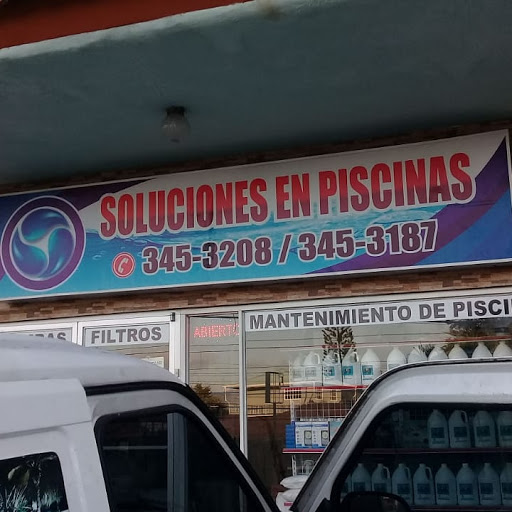 SOLUCIONES EN PISCINAS
345-3208 / 345-3187
FILTROS
ABIERTO
MANTENIMIENTO DE PISCI